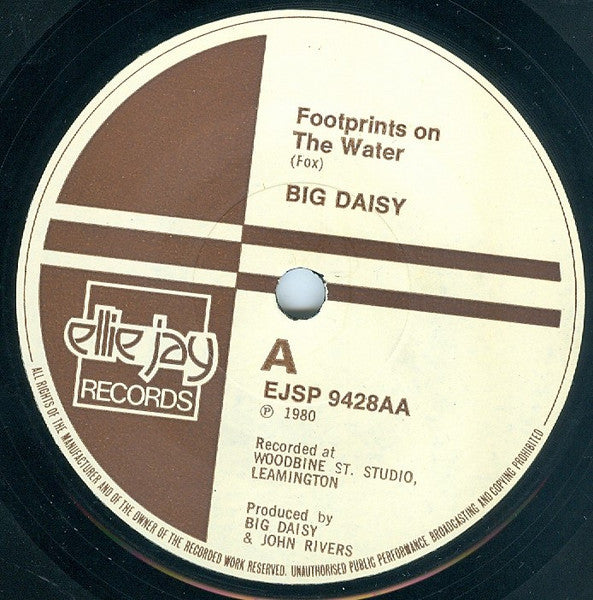 Footprints on
The Water
(Fox)
BIG DAISY
ellie jay
RECORDS
A
EJSP 9428AA
Ⓟ 1980
Recorded at
WOODBINE ST. STUDIO,
LEAMINGTON
Produced by
BIG DAISY
& JOHN RIVERS
ALL RIGHTS OF THE MANUFACTURER AND OF THE OWNER OF THE RECORDED WORK RESERVED. UNAUTHORISED PUBLIC PERFORMANCE BROADCASTING AND COPYING PROHIBITED